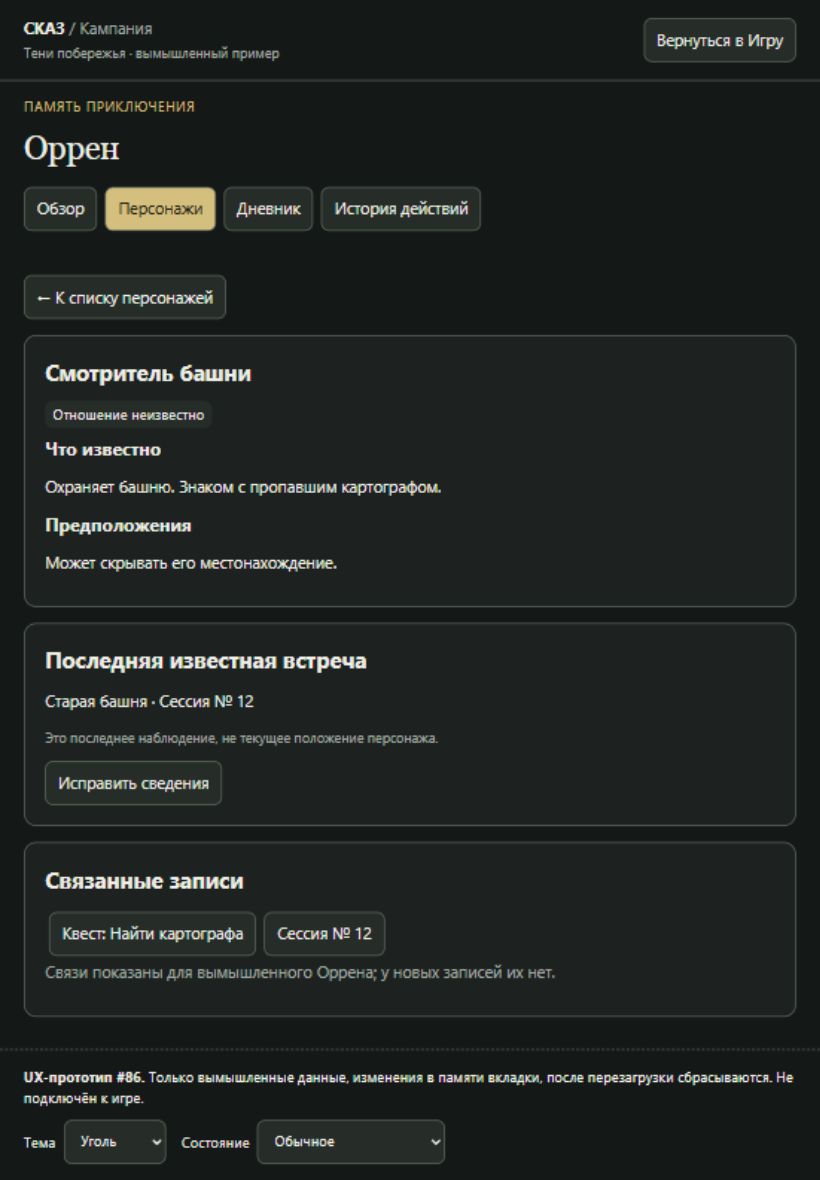 СКАЗ / Кампания
Тени побережья · вымышленный пример
Вернуться в Игру
ПАМЯТЬ ПРИКЛЮЧЕНИЯ
Оррен
Обзор
Персонажи
Дневник
История действий
← К списку персонажей
Смотритель башни
Отношение неизвестно
Что известно
Охраняет башню. Знаком с пропавшим картографом.
Предположения
Может скрывать его местонахождение.
Последняя известная встреча
Старая башня · Сессия № 12
Это последнее наблюдение, не текущее положение персонажа.
Исправить сведения
Связанные записи
Квест: Найти картографа
Сессия № 12
Связи показаны для вымышленного Оррена; у новых записей их нет.
UX-прототип #86. Только вымышленные данные, изменения в памяти вкладки, после перезагрузки сбрасываются. Не
подключён к игре.
Тема
Уголь
Состояние
Обычное